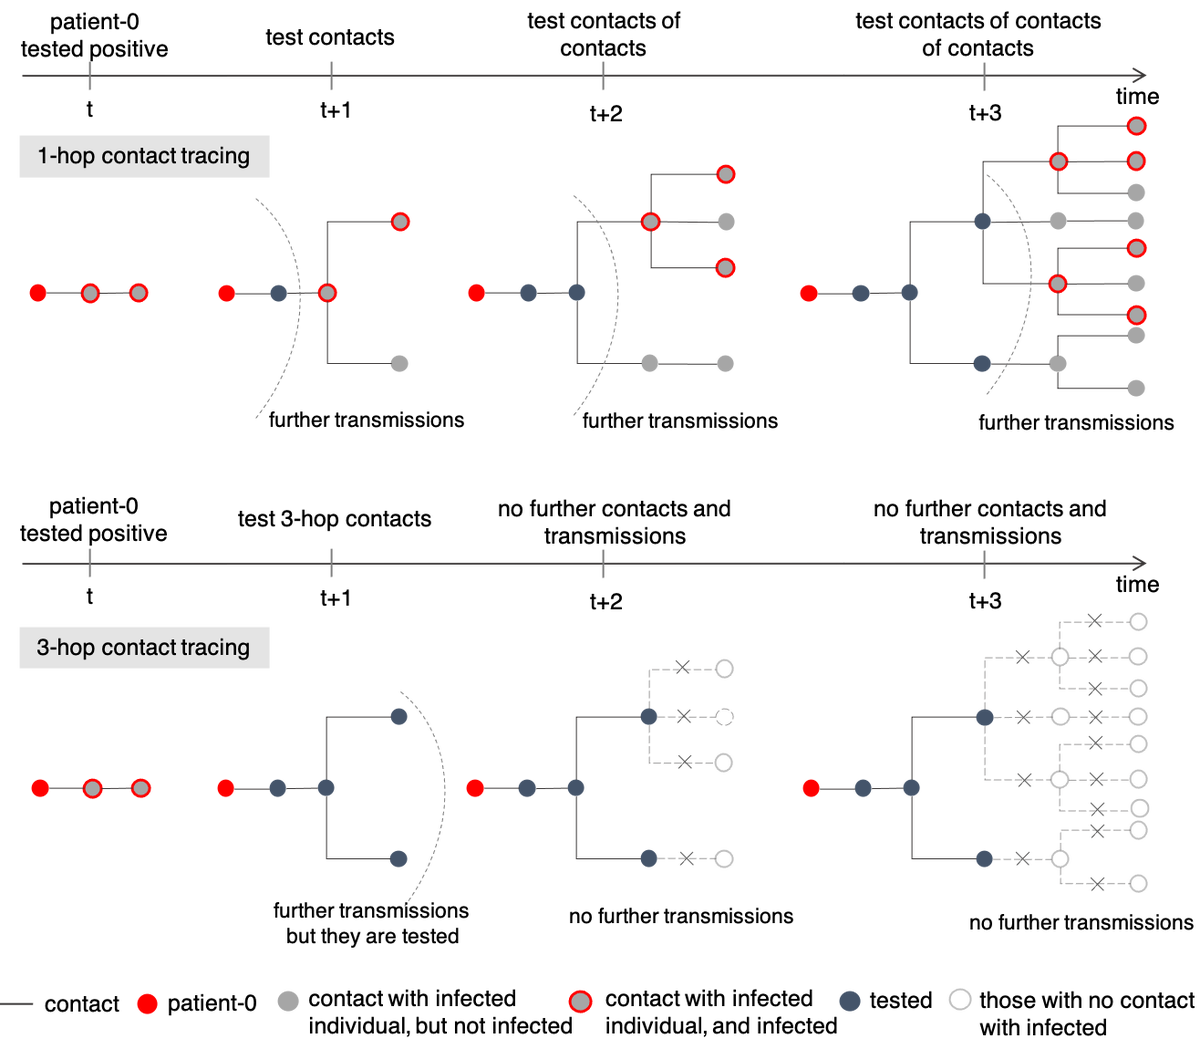 patient-0
tested positive
test contacts
test contacts of
contacts
test contacts of contacts
of contacts
t
t+1
t+2
t+3
time
1-hop contact tracing
further transmissions
further transmissions
further transmissions
patient-0
tested positive
test 3-hop contacts
no further contacts and
transmissions
no further contacts and
transmissions
t
t+1
t+2
t+3
time
3-hop contact tracing
further transmissions
but they are tested
no further transmissions
no further transmissions
contact
patient-0
contact with infected
individual, but not infected
contact with infected
individual, and infected
tested
those with no contact
with infected